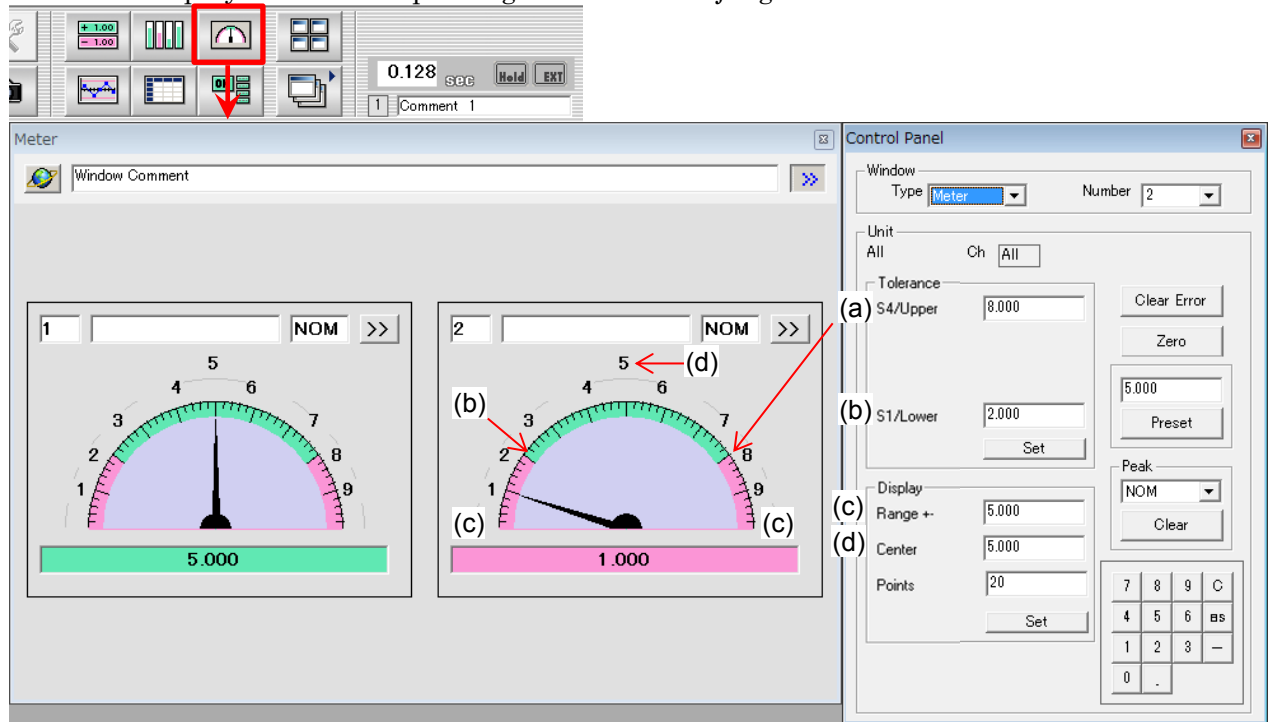 + 1.00
- 1.00
OK
0.128 sec Hold EXT
1 Comment 1
Meter
Window Comment
>>
1 NOM >>
5
4 6
3 7
2 8
1 9
5.000
2 NOM >>
5 (d)
4 6
(b) 3 7
2 8
1 9
(c) (c)
1.000
Control Panel
Window
Type Meter Number 2
Unit
All Ch All
Tolerance
(a) S4/Upper 8.000
(b) S1/Lower 2.000
Set
Display
(c) Range +- 5.000
(d) Center 5.000
Points 20
Set
Clear Error
Zero
5.000
Preset
Peak
NOM
Clear
7 8 9 C
4 5 6 BS
1 2 3 -
0 .